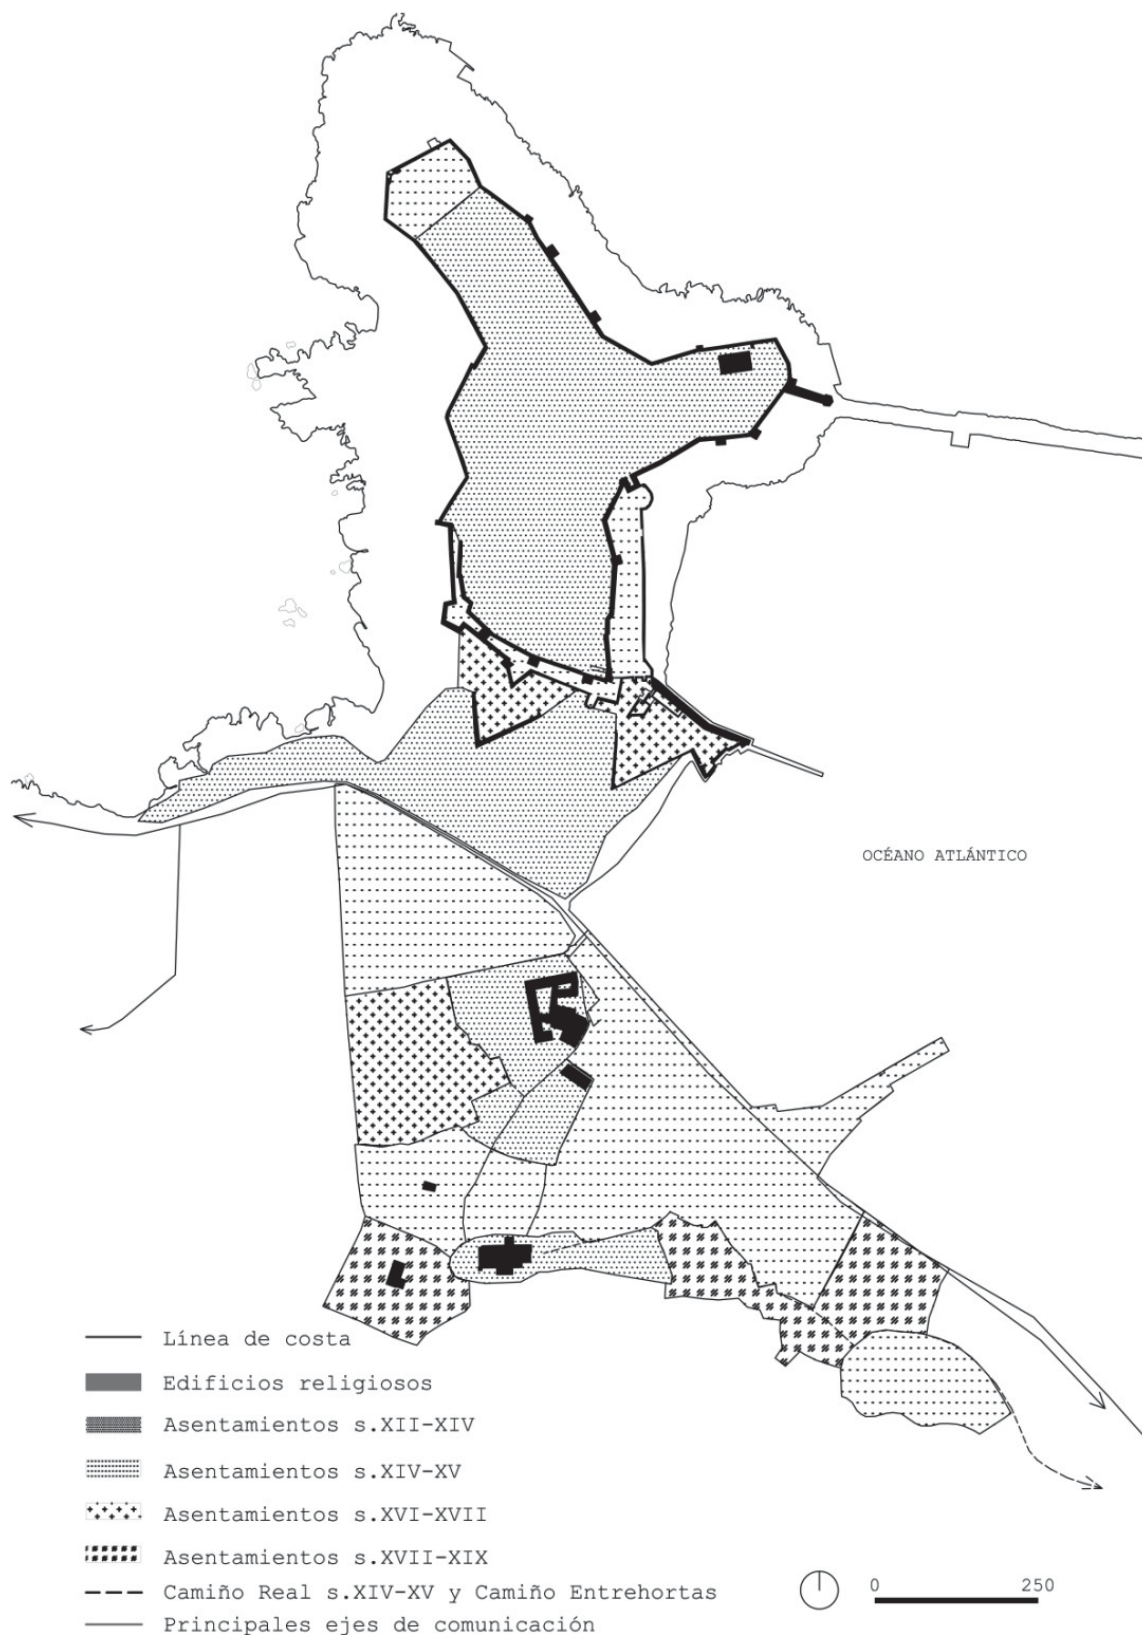 OCÉANO ATLÁNTICO
Línea de costa
Edificios religiosos
Asentamientos s.XII-XIV
Asentamientos s.XIV-XV
Asentamientos s.XVI-XVII
Asentamientos s.XVII-XIX
Camiño Real s.XIV-XV y Camiño Entrehortas
Principales ejes de comunicación
0 250